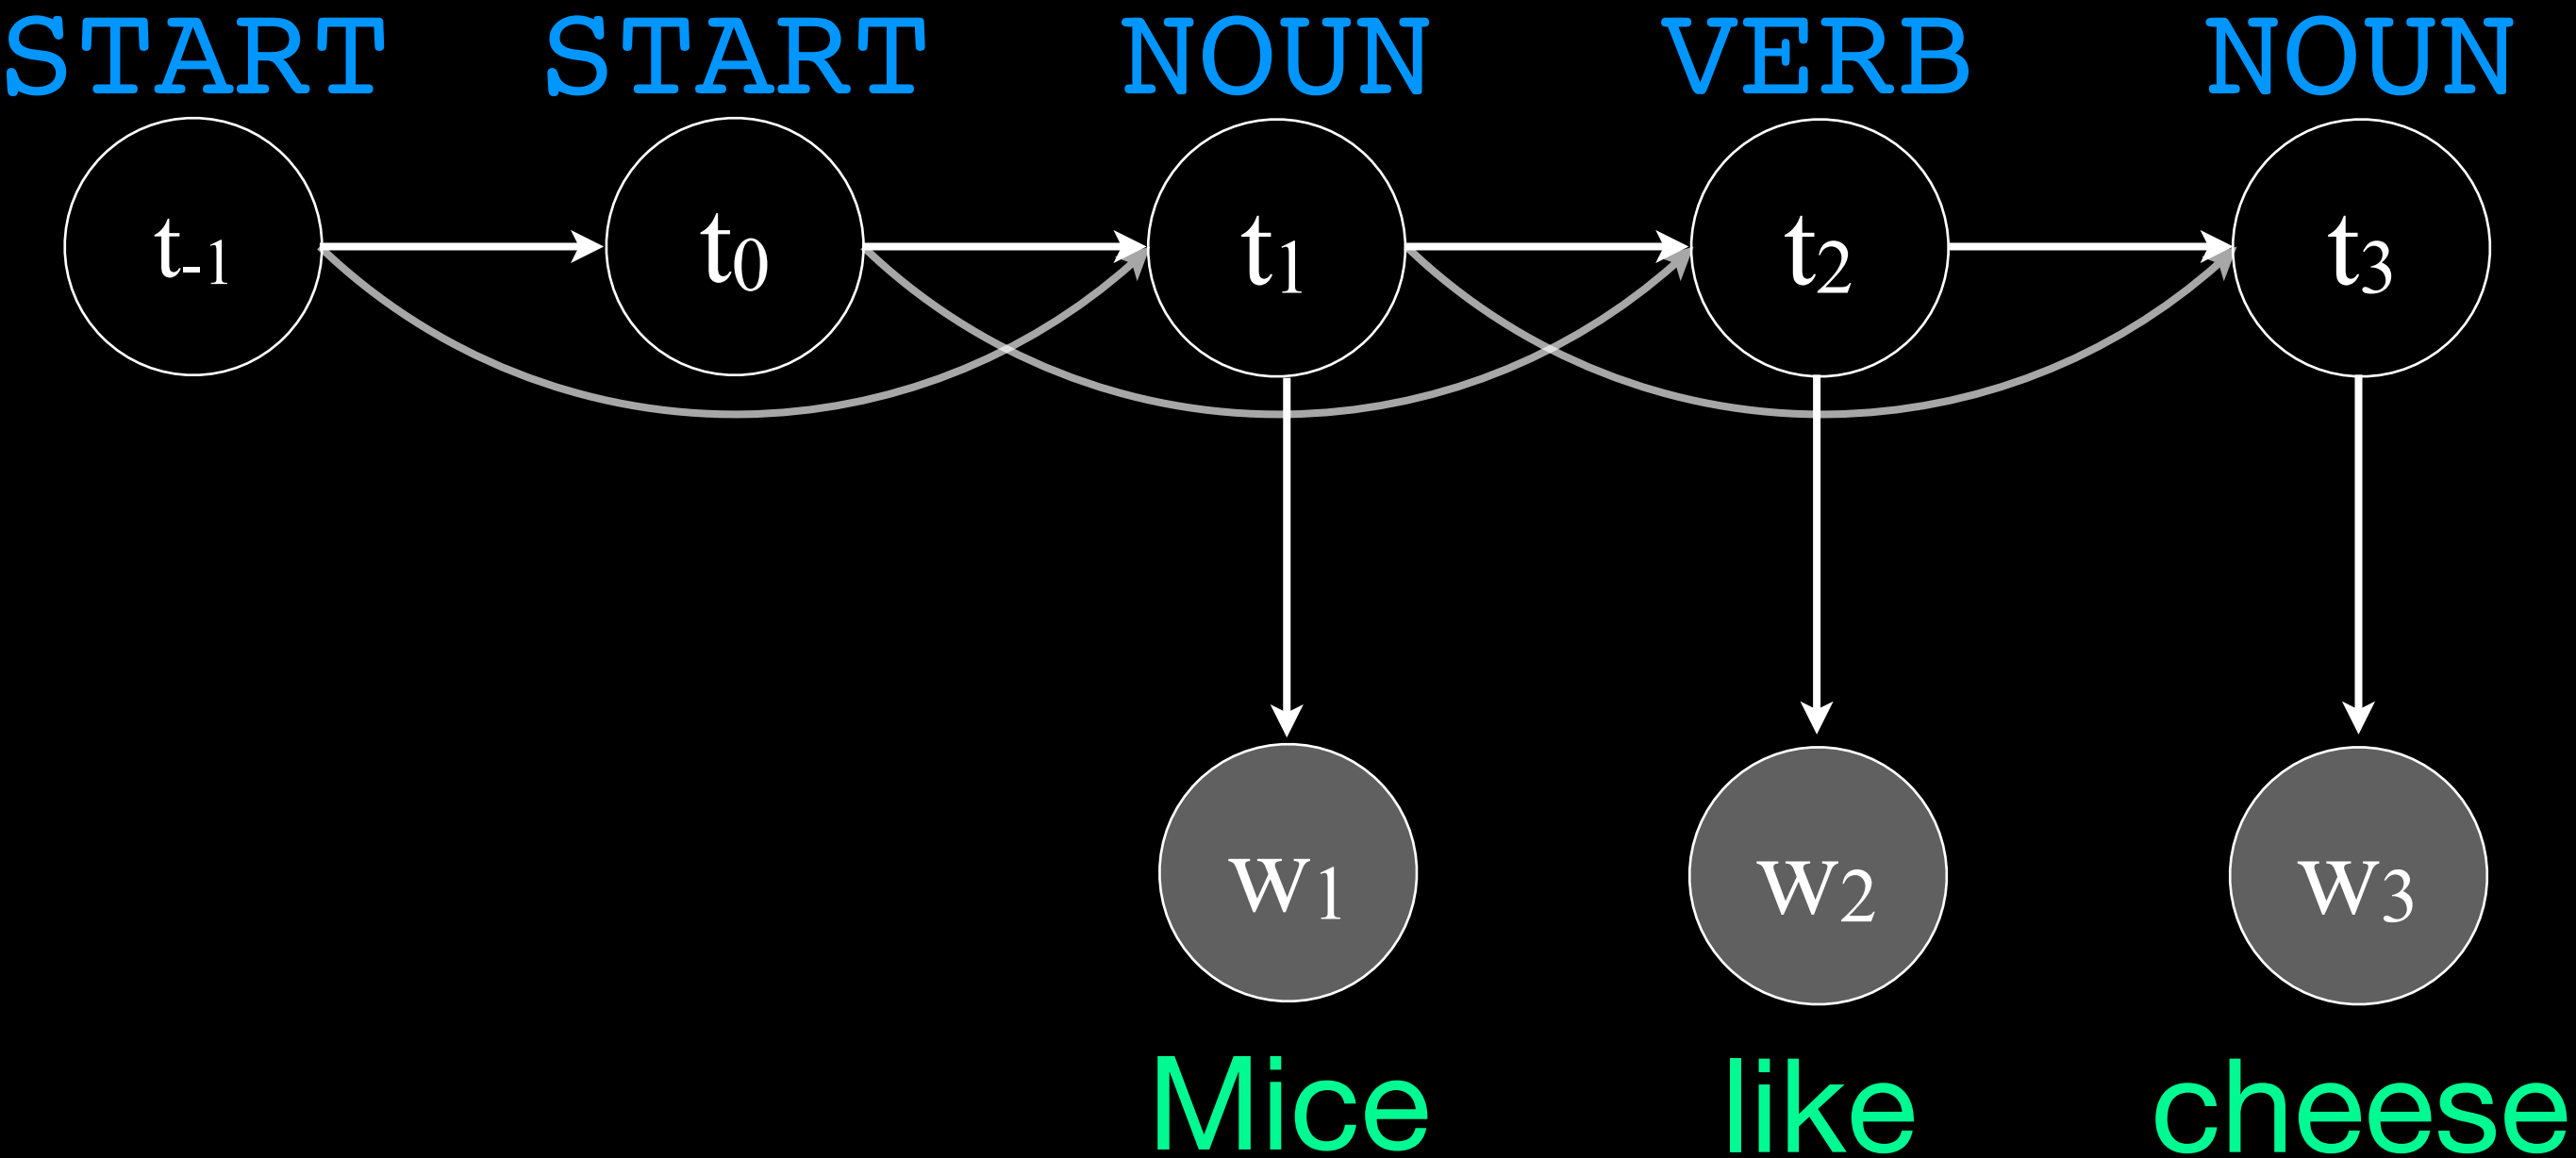 START START NOUN VERB NOUN
t-1 t0 t1 t2 t3
w1 w2 w3
Mice like cheese